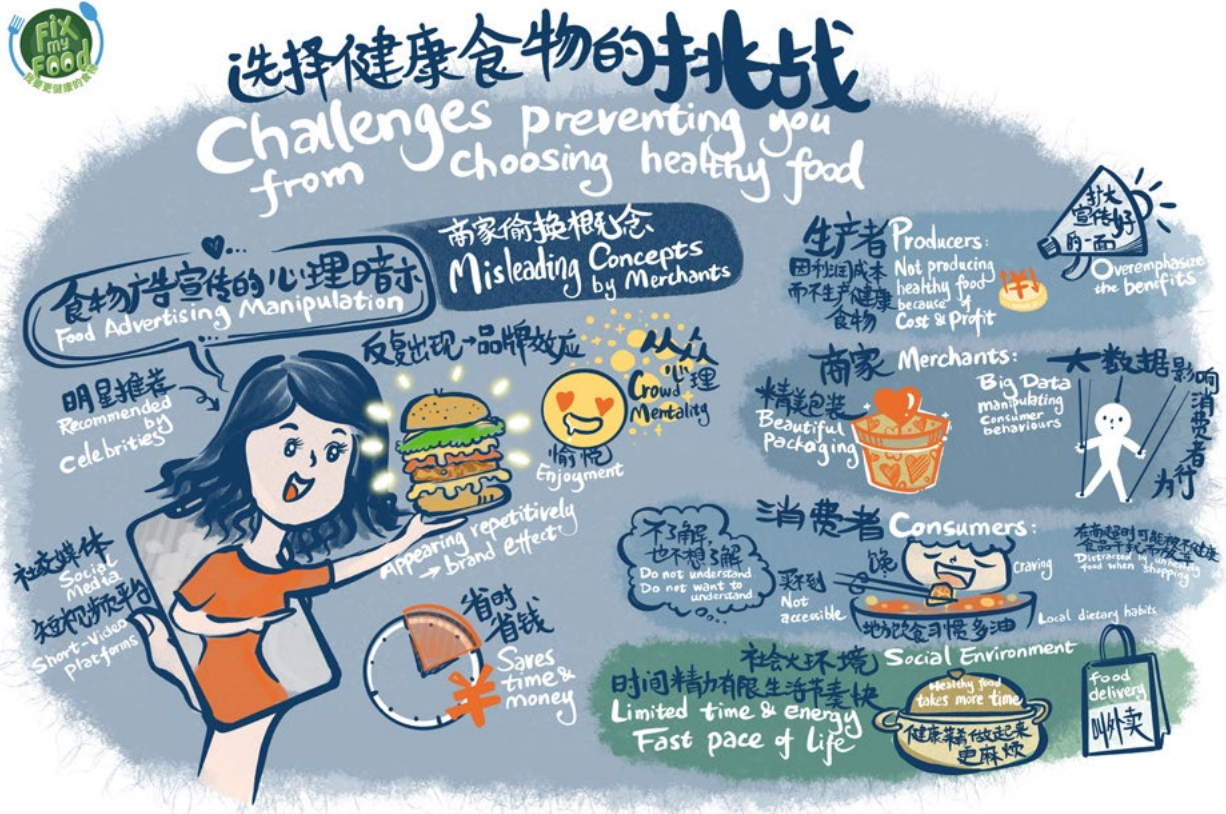 Fix
my
Food
我要更健康的食物
选择健康食物的挑战
Challenges preventing you
from choosing healthy food
商家偷换概念
Misleading Concepts
by Merchants
食物广告宣传的心理暗示
Food Advertising Manipulation
明星推荐
Recommended
by
Celebrities
反复出现→品牌效应
从众
心理
Crowd
Mentality
愉悦
Enjoyment
Appearing repetitively
→ brand effect
社交媒体
Social
Media
短视频平台
Short-Video
platforms
省时
省钱
Saves
time &
money
生产者
Producers:
因利润成本
而不生产健康
食物
Not producing
healthy food
because of
Cost & Profit
扩大
宣传好
的一面
Overemphasize
the benefits
商家
Merchants:
精美包装
Beautiful
packaging
Big Data
manipulating
Consumer
behaviours
大数据影响
消费者行为
消费者
Consumers:
不了解,
也不想了解
Do not understand
Do not want to
understand
买不到
Not
accessible
馋
craving
Distracted by unhealthy
food when shopping
地方饮食习惯多油
Local dietary habits
社会大环境
Social Environment
时间精力有限生活节奏快
Limited time & energy
Fast pace of Life
Healthy food
takes more time
健康菜肴做起来
更麻烦
food
delivery
叫外卖